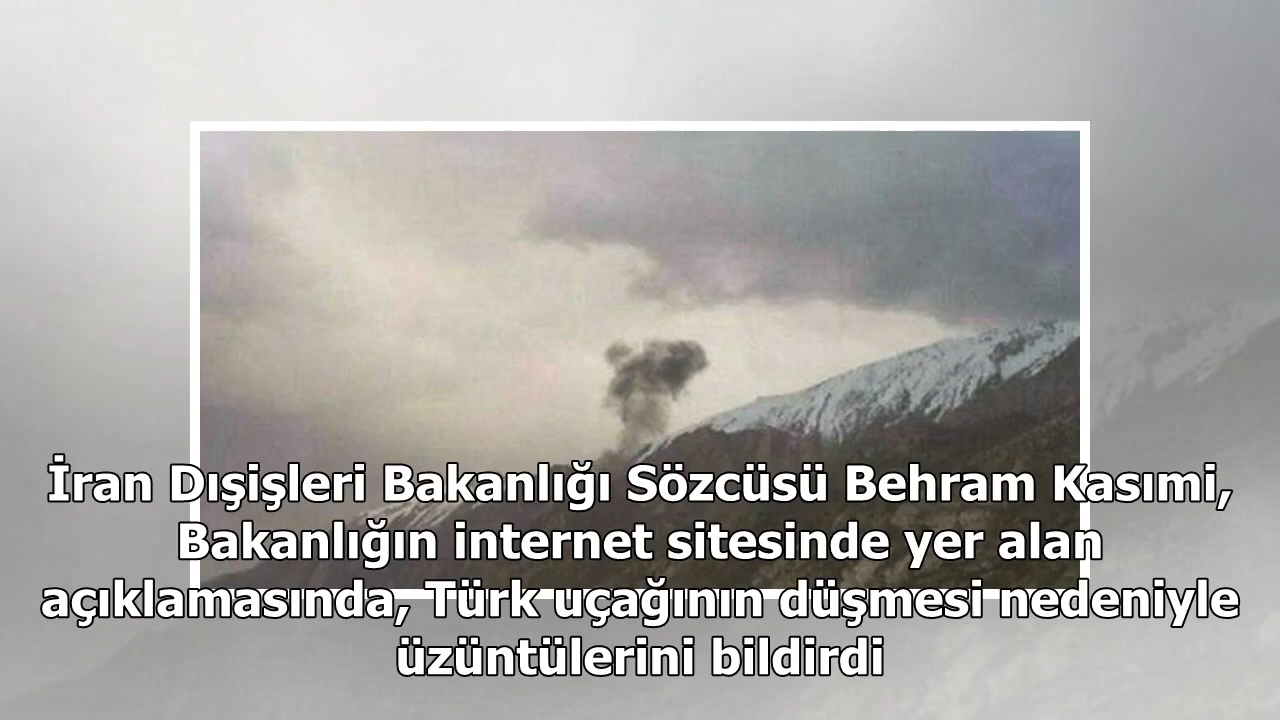 İran Dışişleri Bakanlığı Sözcüsü Behram Kasımi,
Bakanlığın internet sitesinde yer alan
açıklamasında, Türk uçağının düşmesi nedeniyle
üzüntülerini bildirdi